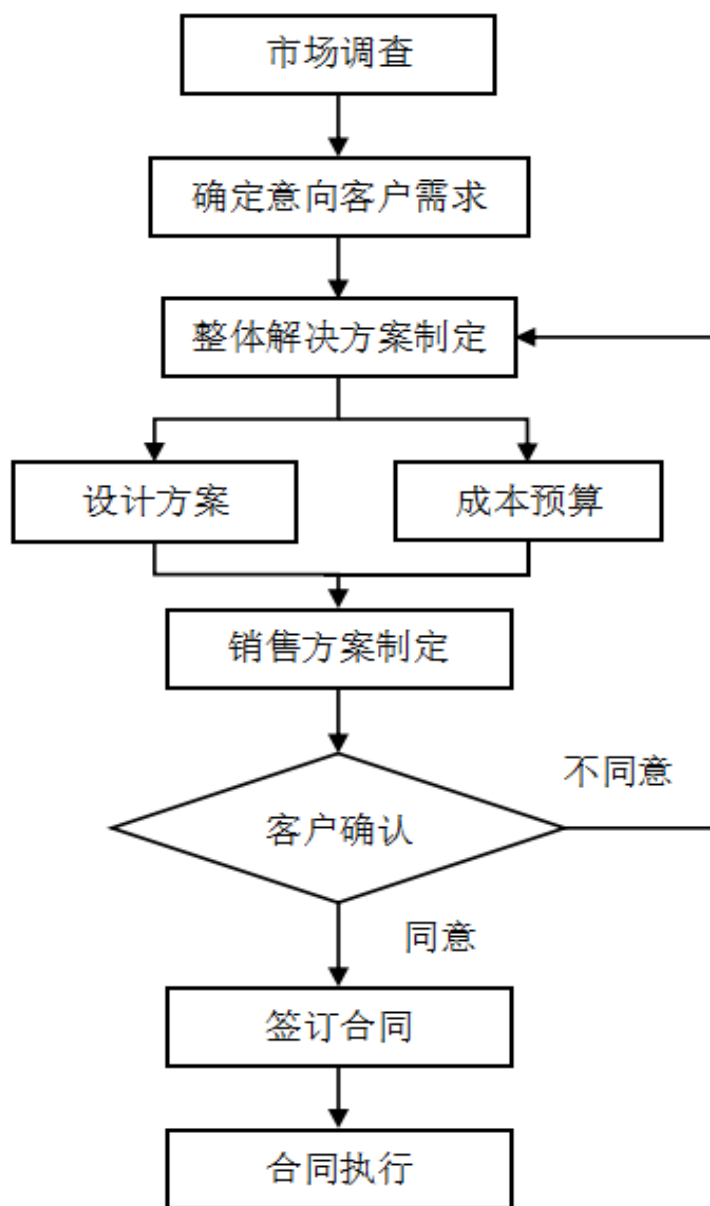 市场调查
确定意向客户需求
整体解决方案制定
设计方案
成本预算
销售方案制定
不同意
客户确认
同意
签订合同
合同执行